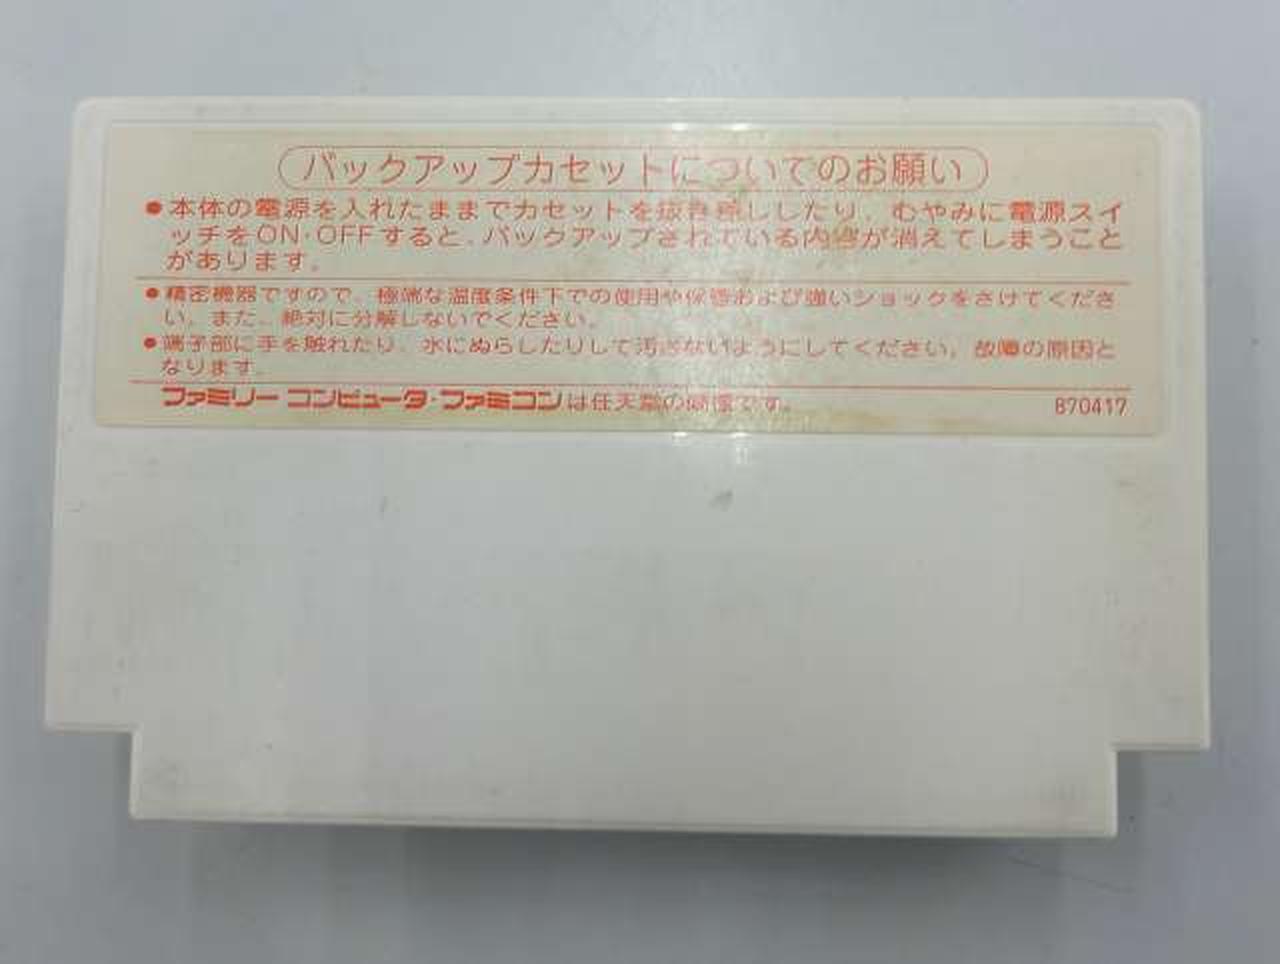 バックアップカセットについてのお願い
●本体の電源を入れたままでカセットを抜き差ししたり、むやみに電源スイ
ッチをON·OFFすると、バックアップされている内容が消えてしまうこと
があります。
●精密機器ですので、極端な温度条件下での使用や保管および強いショックをさけてくださ
い。また、絶対に分解しないでください。
●端子部に手を触れたり、水にぬらしたりして汚さないようにしてください。故障の原因と
なります。
ファミリーコンピュータ・ファミコンは任天堂の商標です。 870417